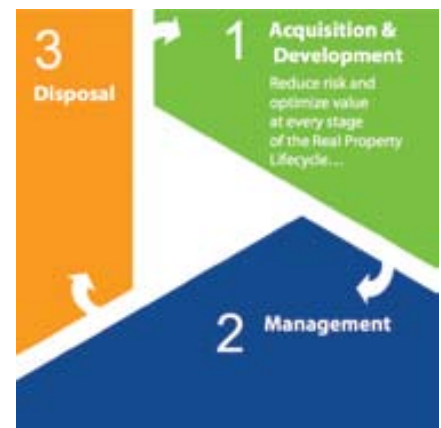 1
Acquisition &
Development
Reduce risk and
optimize value
at every stage
of the Real Property
Lifecycle...
2
Management
3
Disposal